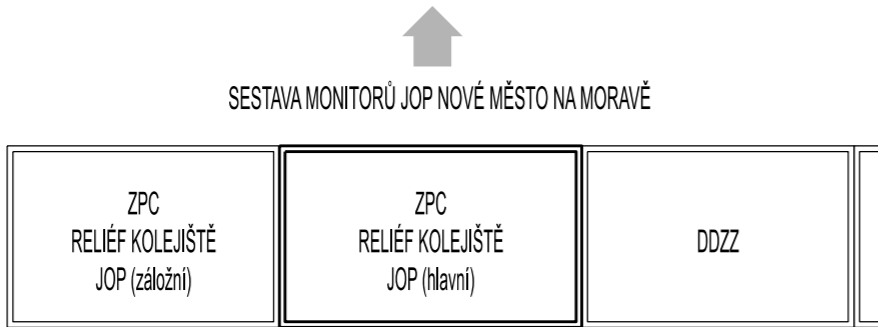 SESTAVA MONITORŮ JOP NOVÉ MĚSTO NA MORAVĚ
ZPC
RELIÉF KOLEJIŠTĚ
JOP (záložní)
ZPC
RELIÉF KOLEJIŠTĚ
JOP (hlavní)
DDZZ